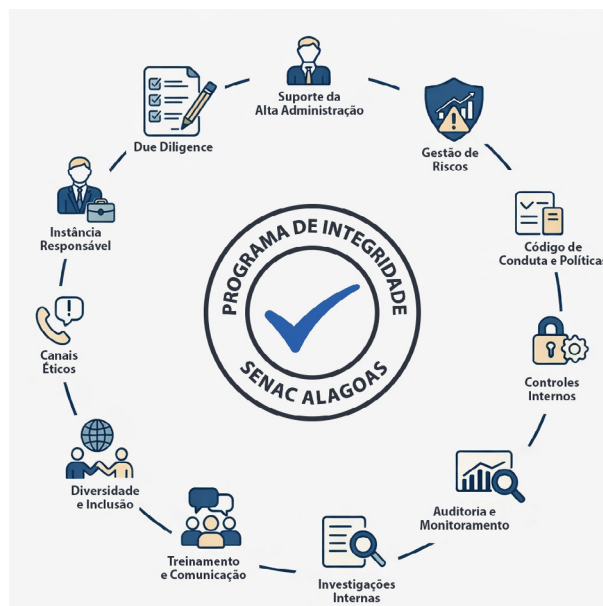 Suporte da
Alta Administração
Gestão de
Riscos
Código de
Conduta e Políticas
Controles
Internos
Auditoria e
Monitoramento
Investigações
Internas
Treinamento
e Comunicação
Diversidade
e Inclusão
Canais
Éticos
Instância
Responsável
Due Diligence
PROGRAMA DE INTEGRIDADE
SENAC ALAGOAS